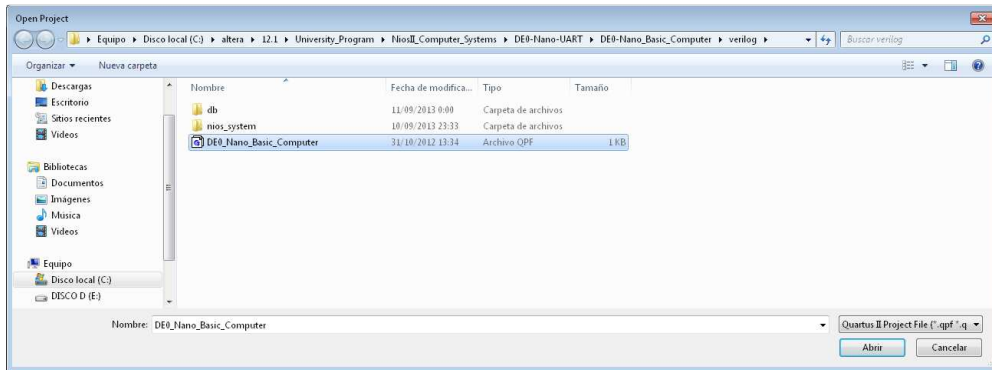 Open Project
Equipo ▸ Disco local (C:) ▸ altera ▸ 12.1 ▸ University_Program ▸ NiosII_Computer_Systems ▸ DE0-Nano-UART ▸ DE0-Nano_Basic_Computer ▸ verilog ▸
Buscar verilog
Organizar Nueva carpeta
Descargas
Escritorio
Sitios recientes
Videos
Bibliotecas
Documentos
Imágenes
Música
Videos
Equipo
Disco local (C:)
DISCO D (E:)
Nombre Fecha de modifica... Tipo Tamaño
db 11/09/2013 0:00 Carpeta de archivos
nios_system 10/09/2013 23:33 Carpeta de archivos
DE0_Nano_Basic_Computer 31/10/2012 13:34 Archivo QPF 1 KB
Nombre: DE0_Nano_Basic_Computer
Quartus II Project File (*.qpf *.q
Abrir Cancelar